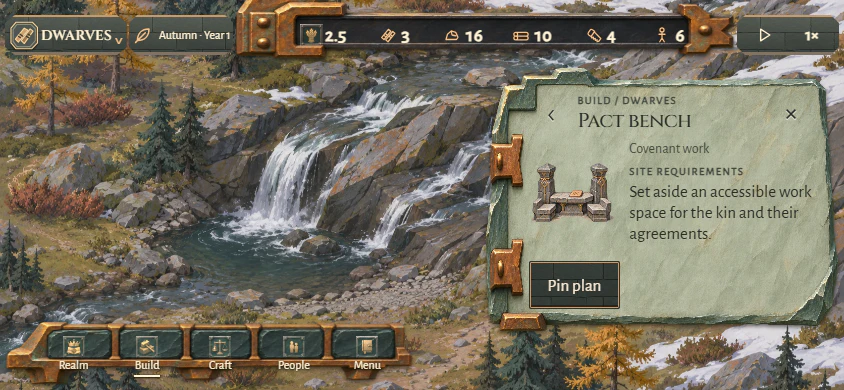 DWARVES v
Autumn · Year 1
2.5 3 16 10 4 6
1×
BUILD / DWARVES
PACT BENCH
Covenant work
SITE REQUIREMENTS
Set aside an accessible work
space for the kin and their
agreements.
Pin plan
Realm Build Craft People Menu